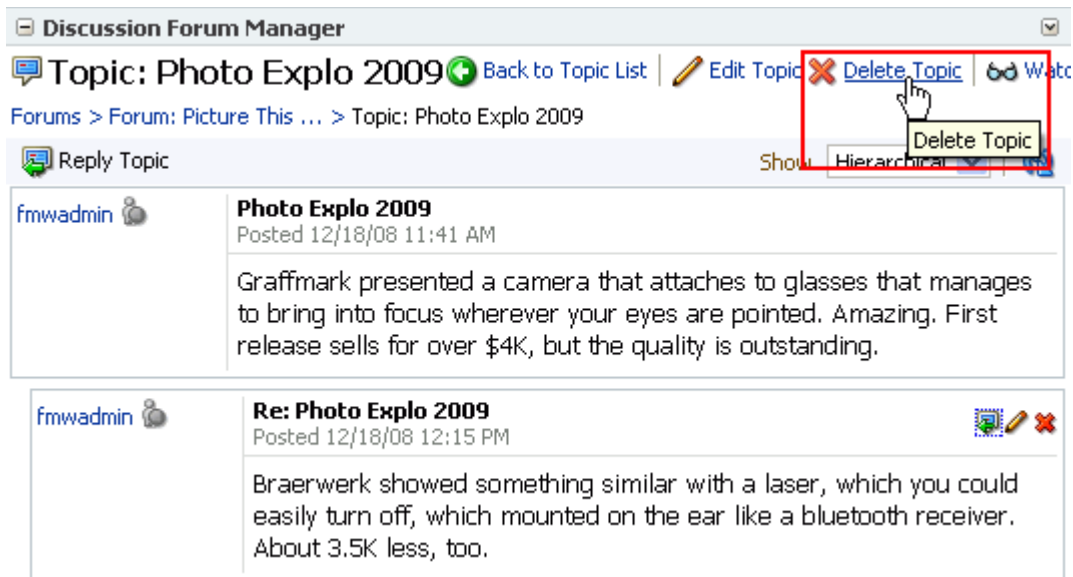 Discussion Forum Manager
Topic: Photo Explo 2009 Back to Topic List | Edit Topic Delete Topic |
Forums > Forum: Picture This ... > Topic: Photo Explo 2009
Delete Topic
Reply Topic Show Hierarchical
fmwadmin Photo Explo 2009
Posted 12/18/08 11:41 AM
Graffmark presented a camera that attaches to glasses that manages
to bring into focus wherever your eyes are pointed. Amazing. First
release sells for over $4K, but the quality is outstanding.
fmwadmin Re: Photo Explo 2009
Posted 12/18/08 12:15 PM
Braerwerk showed something similar with a laser, which you could
easily turn off, which mounted on the ear like a bluetooth receiver.
About 3.5K less, too.